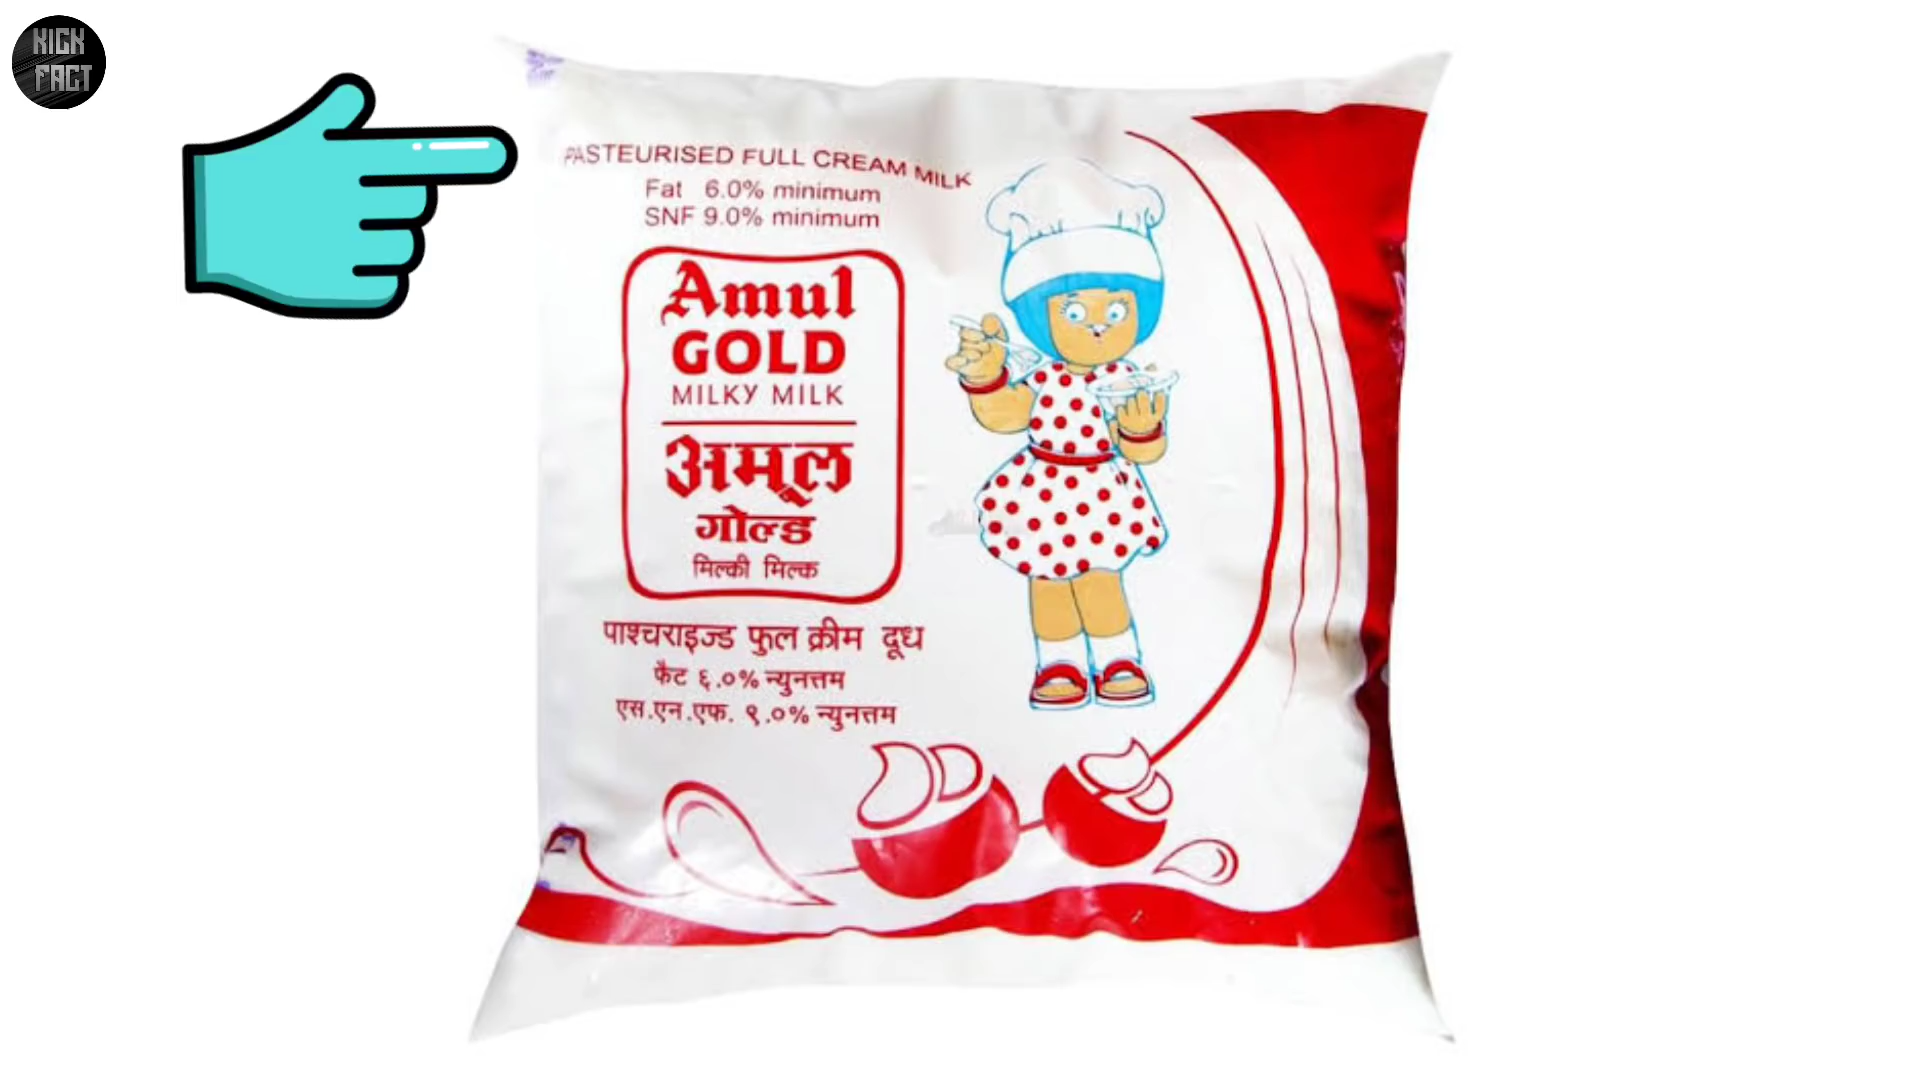 KICK
FACT
PASTEURISED FULL CREAM MILK
Fat 6.0% minimum
SNF 9.0% minimum
Amul
GOLD
MILKY MILK
अमूल
गोल्ड
मिल्की मिल्क
पाश्चराइज्ड फुल क्रीम दूध
फैट ६.०% न्युनत्तम
एस.एन.एफ. ९.०% न्युनत्तम